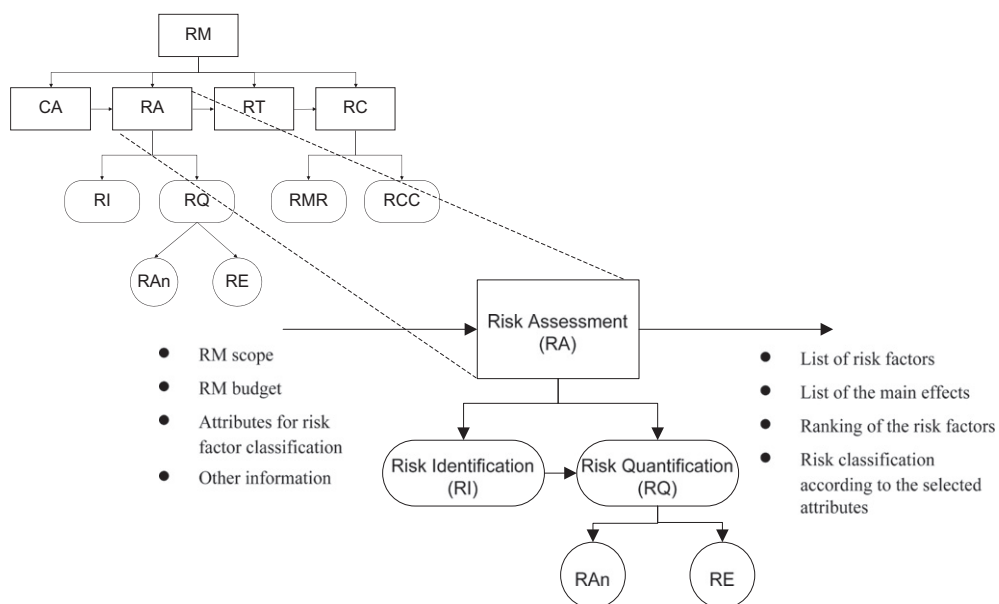 RM
CA
RA
RT
RC
RI
RQ
RMR
RCC
RAn
RE
Risk Assessment
(RA)
RM scope
RM budget
Attributes for risk
factor classification
Other information
List of risk factors
List of the main effects
Ranking of the risk factors
Risk classification
according to the selected
attributes
Risk Identification
(RI)
Risk Quantification
(RQ)
RAn
RE